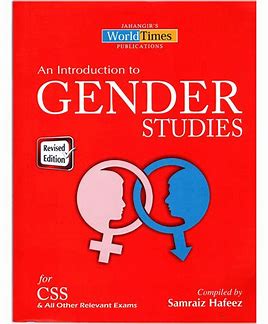 JAHANGIR'S
WorldTimes
PUBLICATIONS
An Introduction to
GENDER
STUDIES
Revised
Edition
for
CSS
& All Other Relevant Exams
Compiled by
Samraiz Hafeez